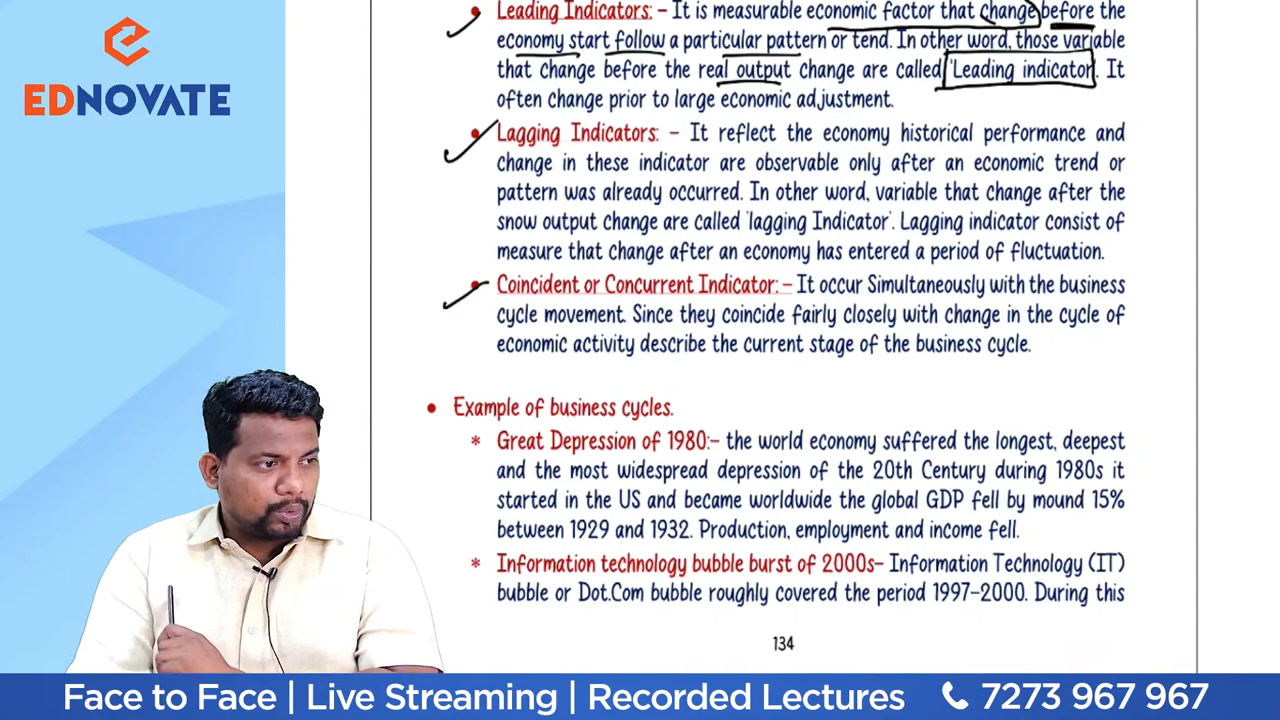 EDNOVATE
Leading Indicators: – It is measurable economic factor that change before the
economy start follow a particular pattern or tend. In other word, those variable
that change before the real output change are called 'Leading indicator'. It
often change prior to large economic adjustment.
Lagging Indicators: – It reflect the economy historical performance and
change in these indicator are observable only after an economic trend or
pattern was already occurred. In other word, variable that change after the
snow output change are called 'lagging Indicator'. Lagging indicator consist of
measure that change after an economy has entered a period of fluctuation.
Coincident or Concurrent Indicator: – It occur Simultaneously with the business
cycle movement. Since they coincide fairly closely with change in the cycle of
economic activity describe the current stage of the business cycle.
Example of business cycles.
* Great Depression of 1980:– the world economy suffered the longest, deepest
and the most widespread depression of the 20th Century during 1980s it
started in the US and became worldwide the global GDP fell by mound 15%
between 1929 and 1932. Production, employment and income fell.
* Information technology bubble burst of 2000s– Information Technology (IT)
bubble or Dot.Com bubble roughly covered the period 1997–2000. During this
134
Face to Face | Live Streaming | Recorded Lectures 7273 967 967